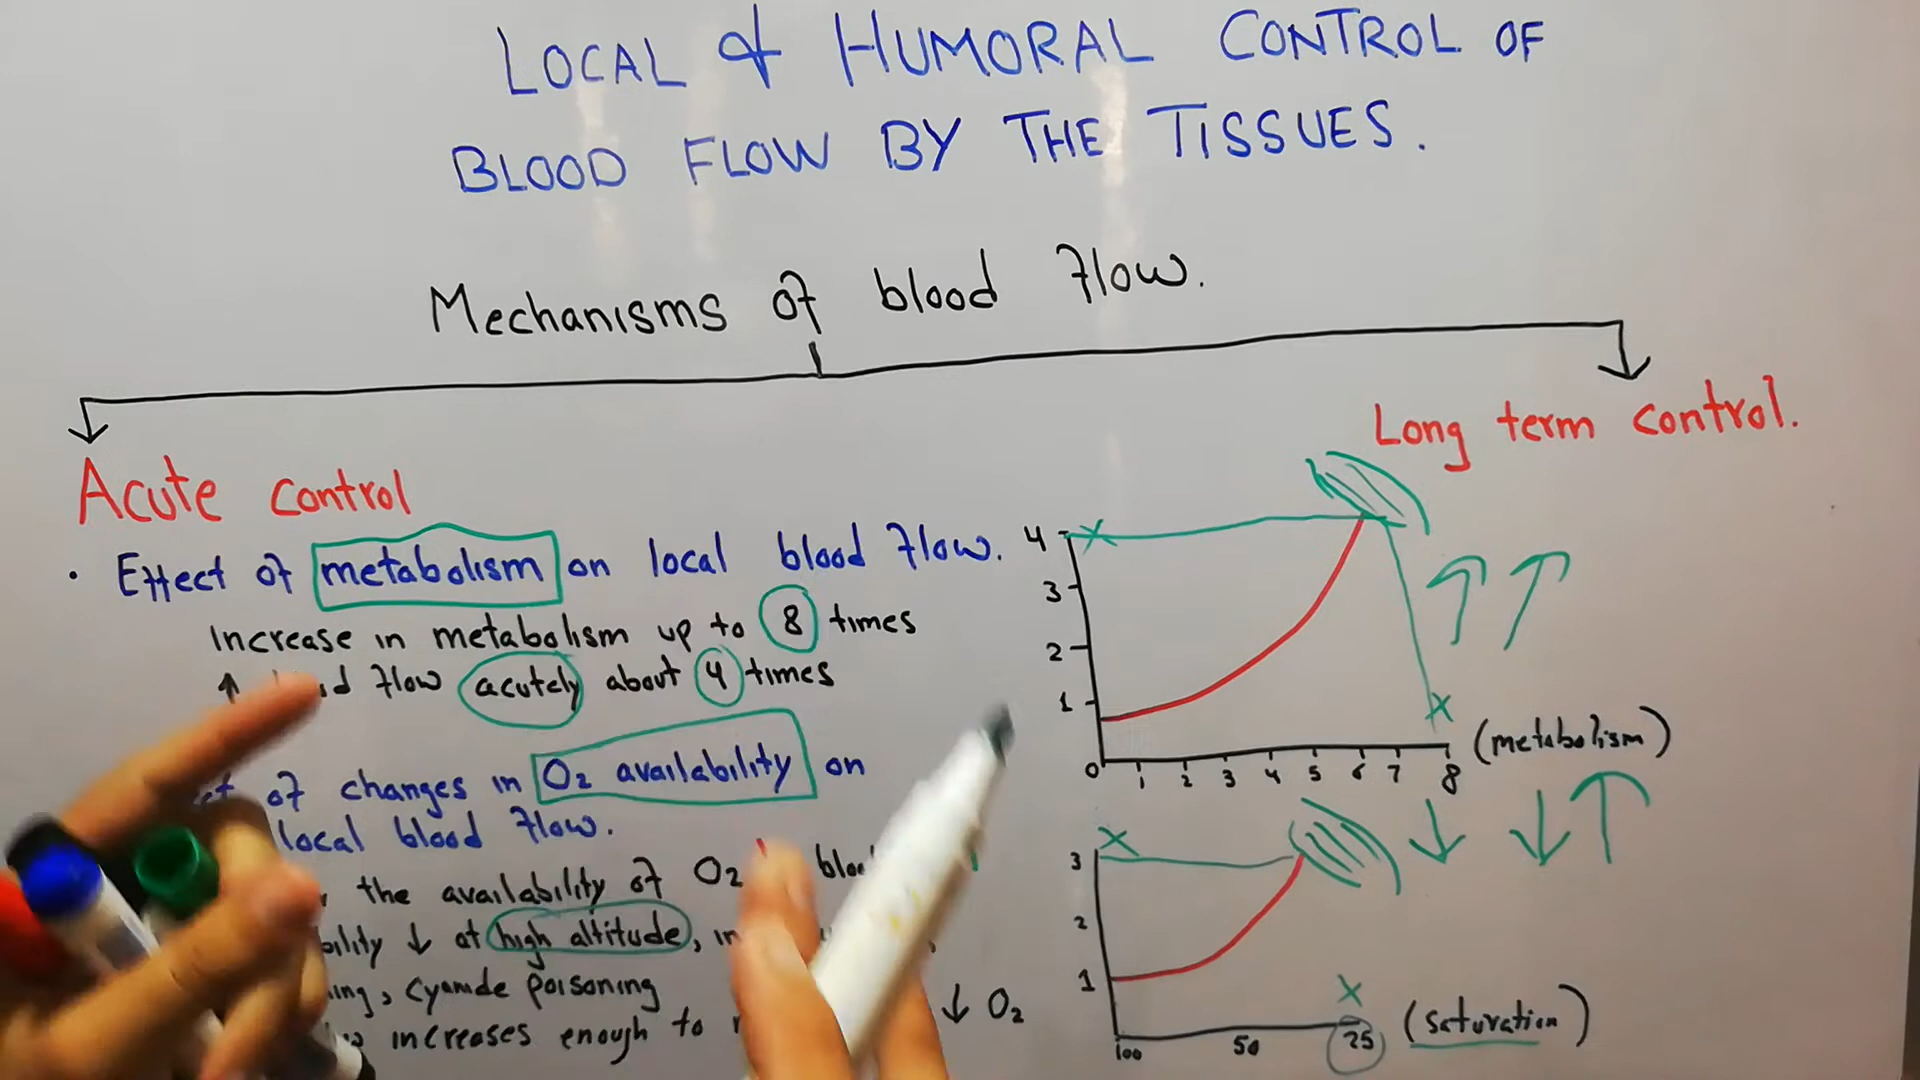 LOCAL & HUMORAL CONTROL OF
BLOOD FLOW BY THE TISSUES.
Mechanisms of blood flow.
Acute control
Long term control.
• Effect of metabolism on local blood flow.
Increase in metabolism up to 8 times
↑ flow acutely about 4 times
of changes in O2 availability on
local blood flow.
the availability of O2
↓ at high altitude,
cyanide poisoning
increases enough to
↓ O2
4
3
2
1
0 1 2 3 4 5 6 7 8
(metabolism)
3
2
1
100 50 25
(saturation)